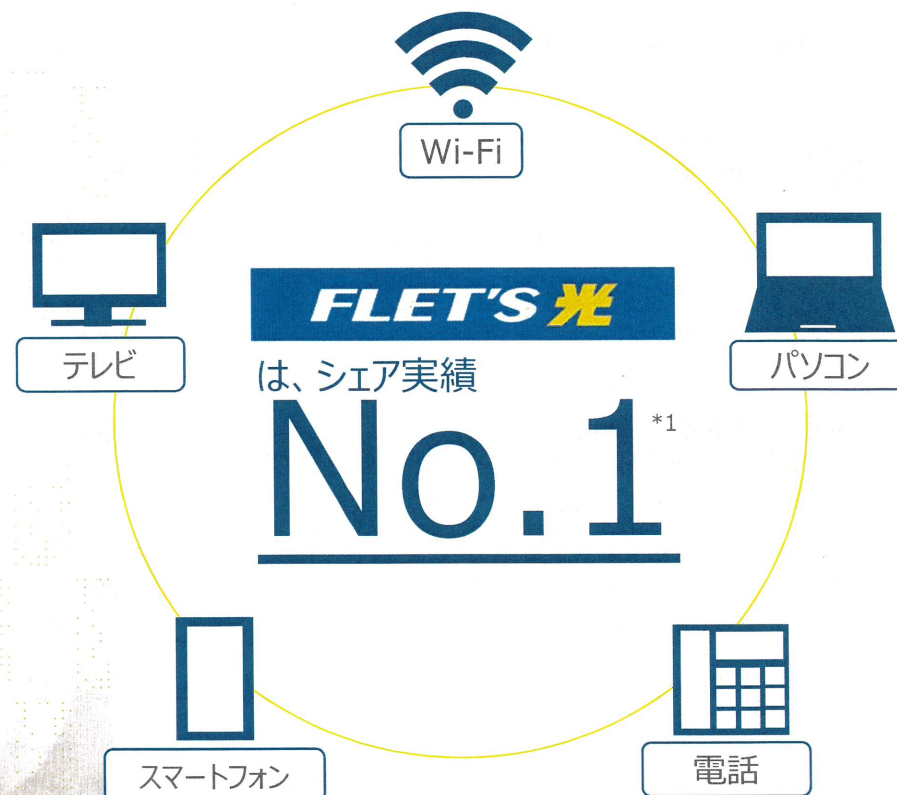 Wi-Fi
テレビ
パソコン
FLET'S光
は、シェア実績
No.1*1
スマートフォン
電話